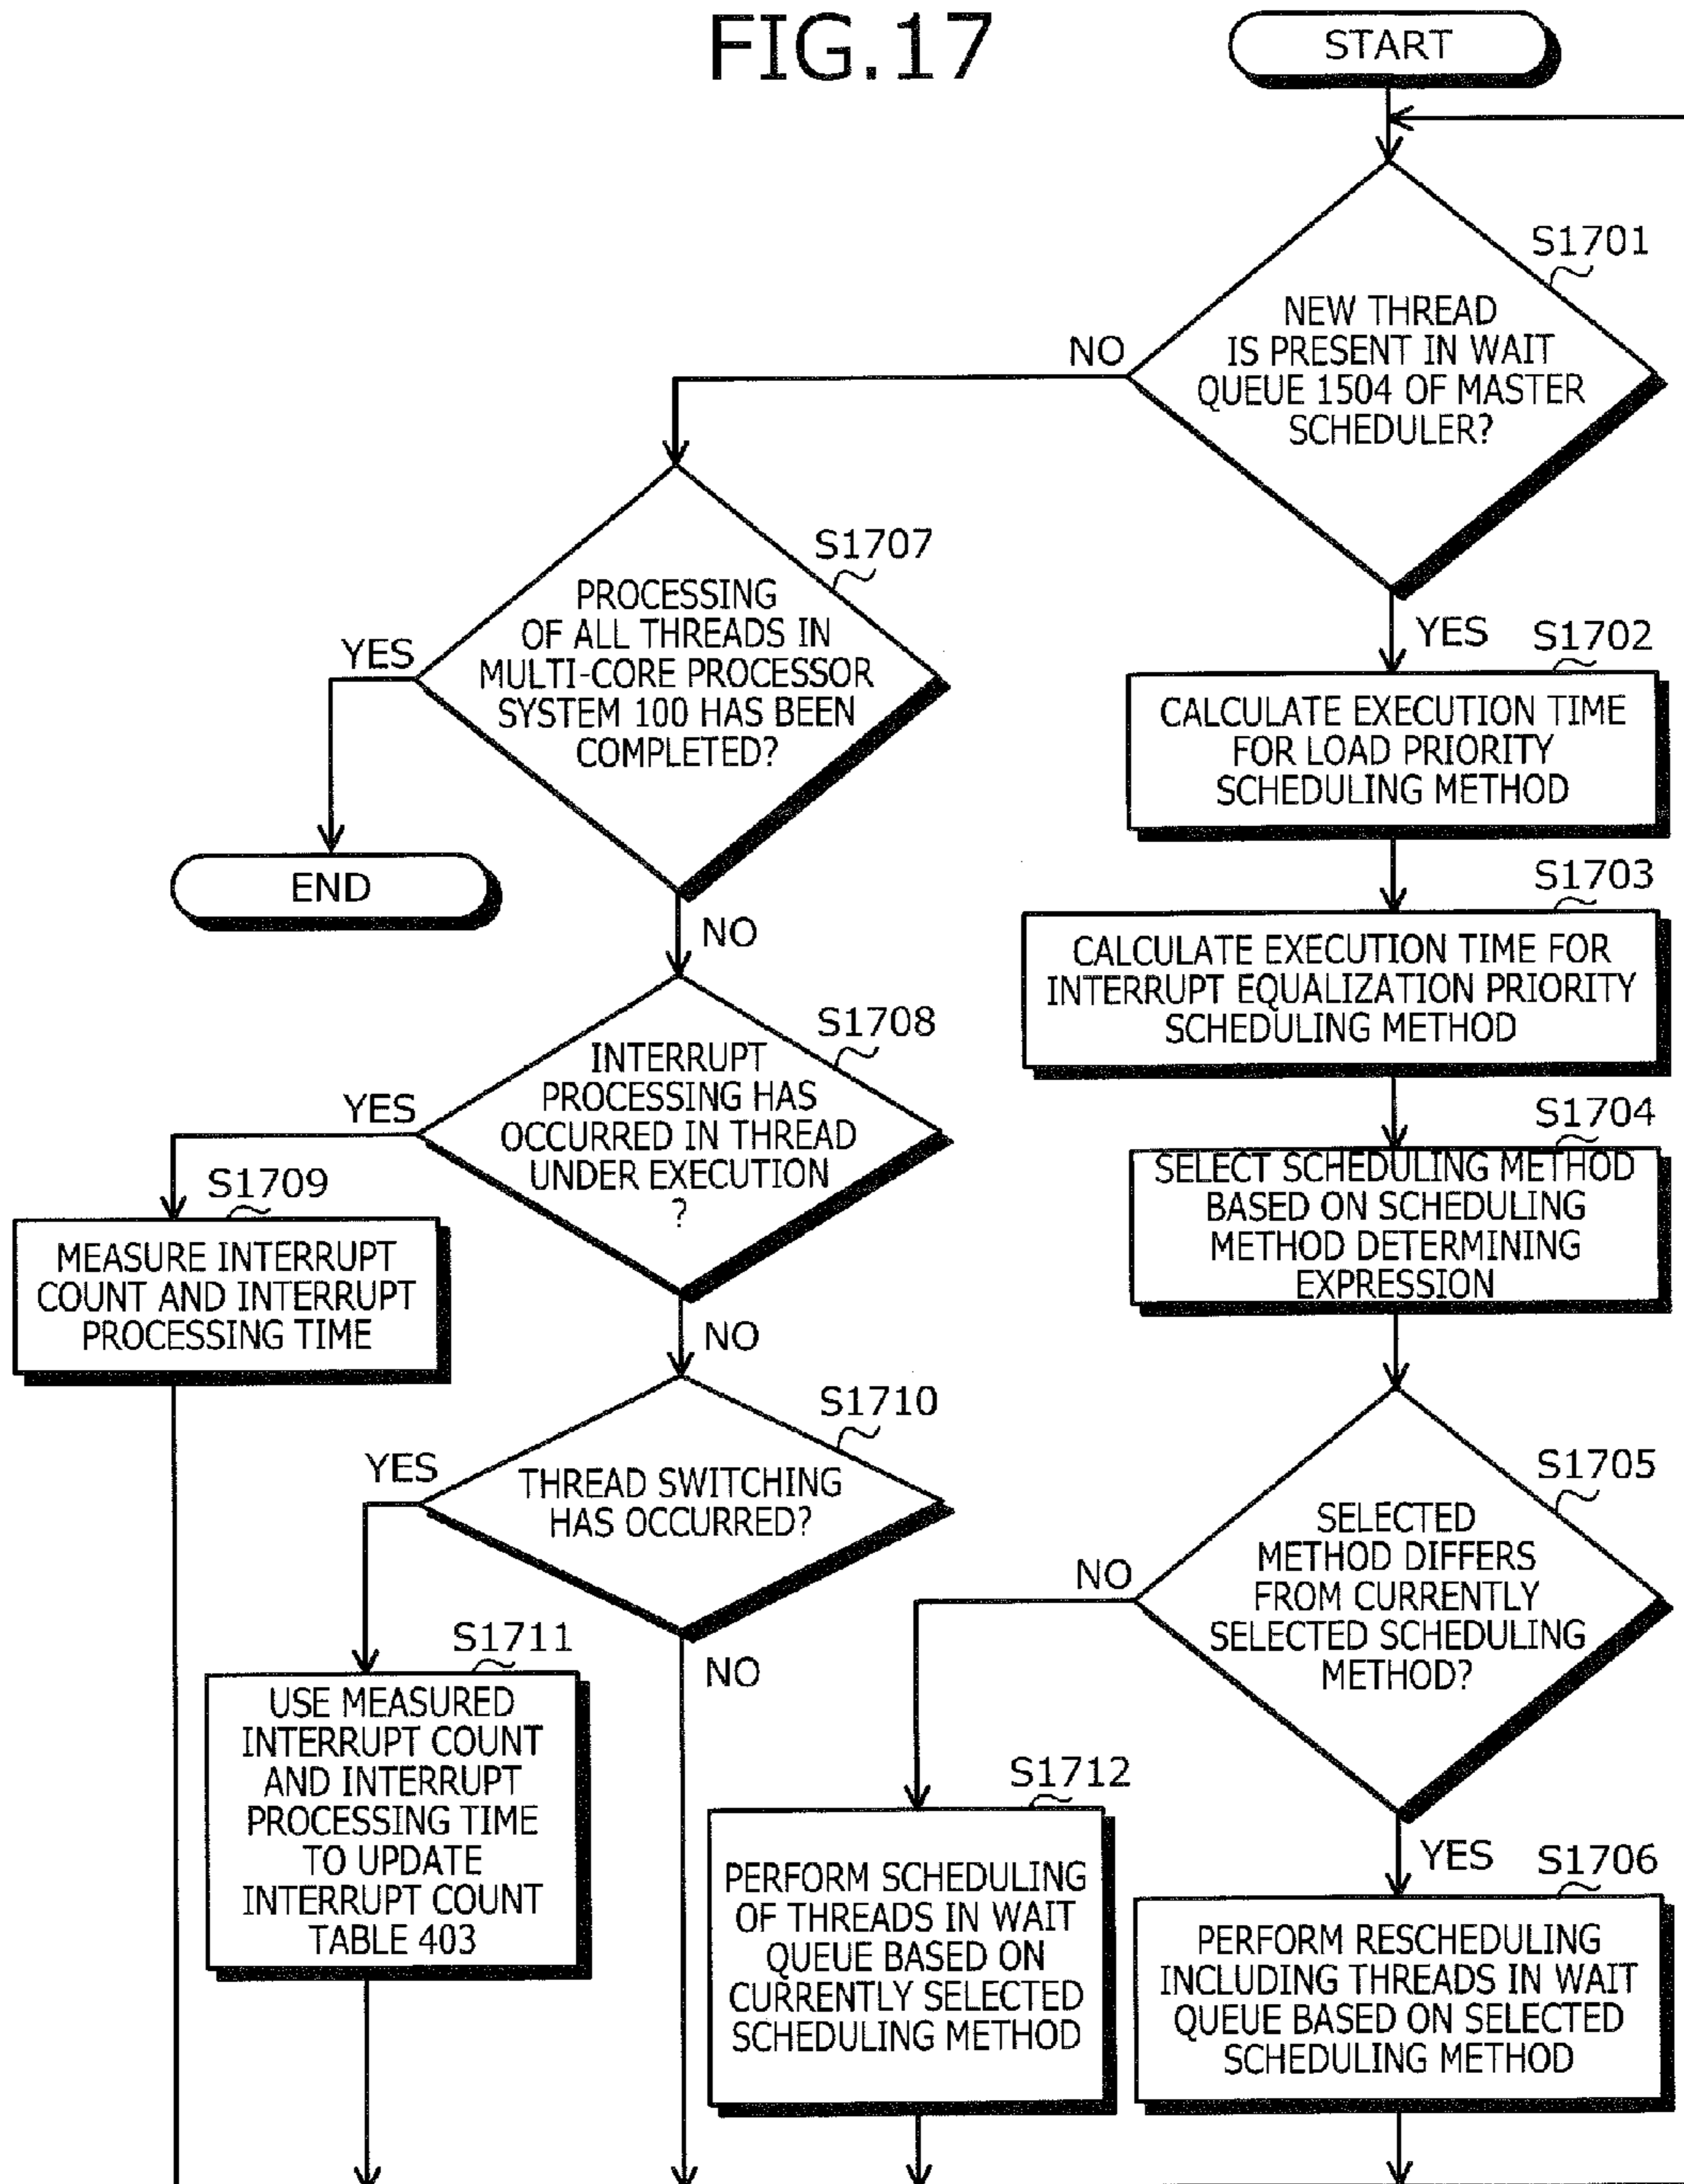 FIG.17
START
S1701
NEW THREAD
IS PRESENT IN WAIT
QUEUE 1504 OF MASTER
SCHEDULER?
NO
YES
S1707
PROCESSING
OF ALL THREADS IN
MULTI-CORE PROCESSOR
SYSTEM 100 HAS BEEN
COMPLETED?
YES
END
NO
S1702
CALCULATE EXECUTION TIME
FOR LOAD PRIORITY
SCHEDULING METHOD
S1703
CALCULATE EXECUTION TIME FOR
INTERRUPT EQUALIZATION PRIORITY
SCHEDULING METHOD
S1708
INTERRUPT
PROCESSING HAS
OCCURRED IN THREAD
UNDER EXECUTION
?
YES
NO
S1704
SELECT SCHEDULING METHOD
BASED ON SCHEDULING
METHOD DETERMINING
EXPRESSION
S1709
MEASURE INTERRUPT
COUNT AND INTERRUPT
PROCESSING TIME
S1710
THREAD SWITCHING
HAS OCCURRED?
YES
NO
S1705
SELECTED
METHOD DIFFERS
FROM CURRENTLY
SELECTED SCHEDULING
METHOD?
NO
YES
S1711
USE MEASURED
INTERRUPT COUNT
AND INTERRUPT
PROCESSING TIME
TO UPDATE
INTERRUPT COUNT
TABLE 403
S1712
PERFORM SCHEDULING
OF THREADS IN WAIT
QUEUE BASED ON
CURRENTLY SELECTED
SCHEDULING METHOD
S1706
PERFORM RESCHEDULING
INCLUDING THREADS IN WAIT
QUEUE BASED ON SELECTED
SCHEDULING METHOD